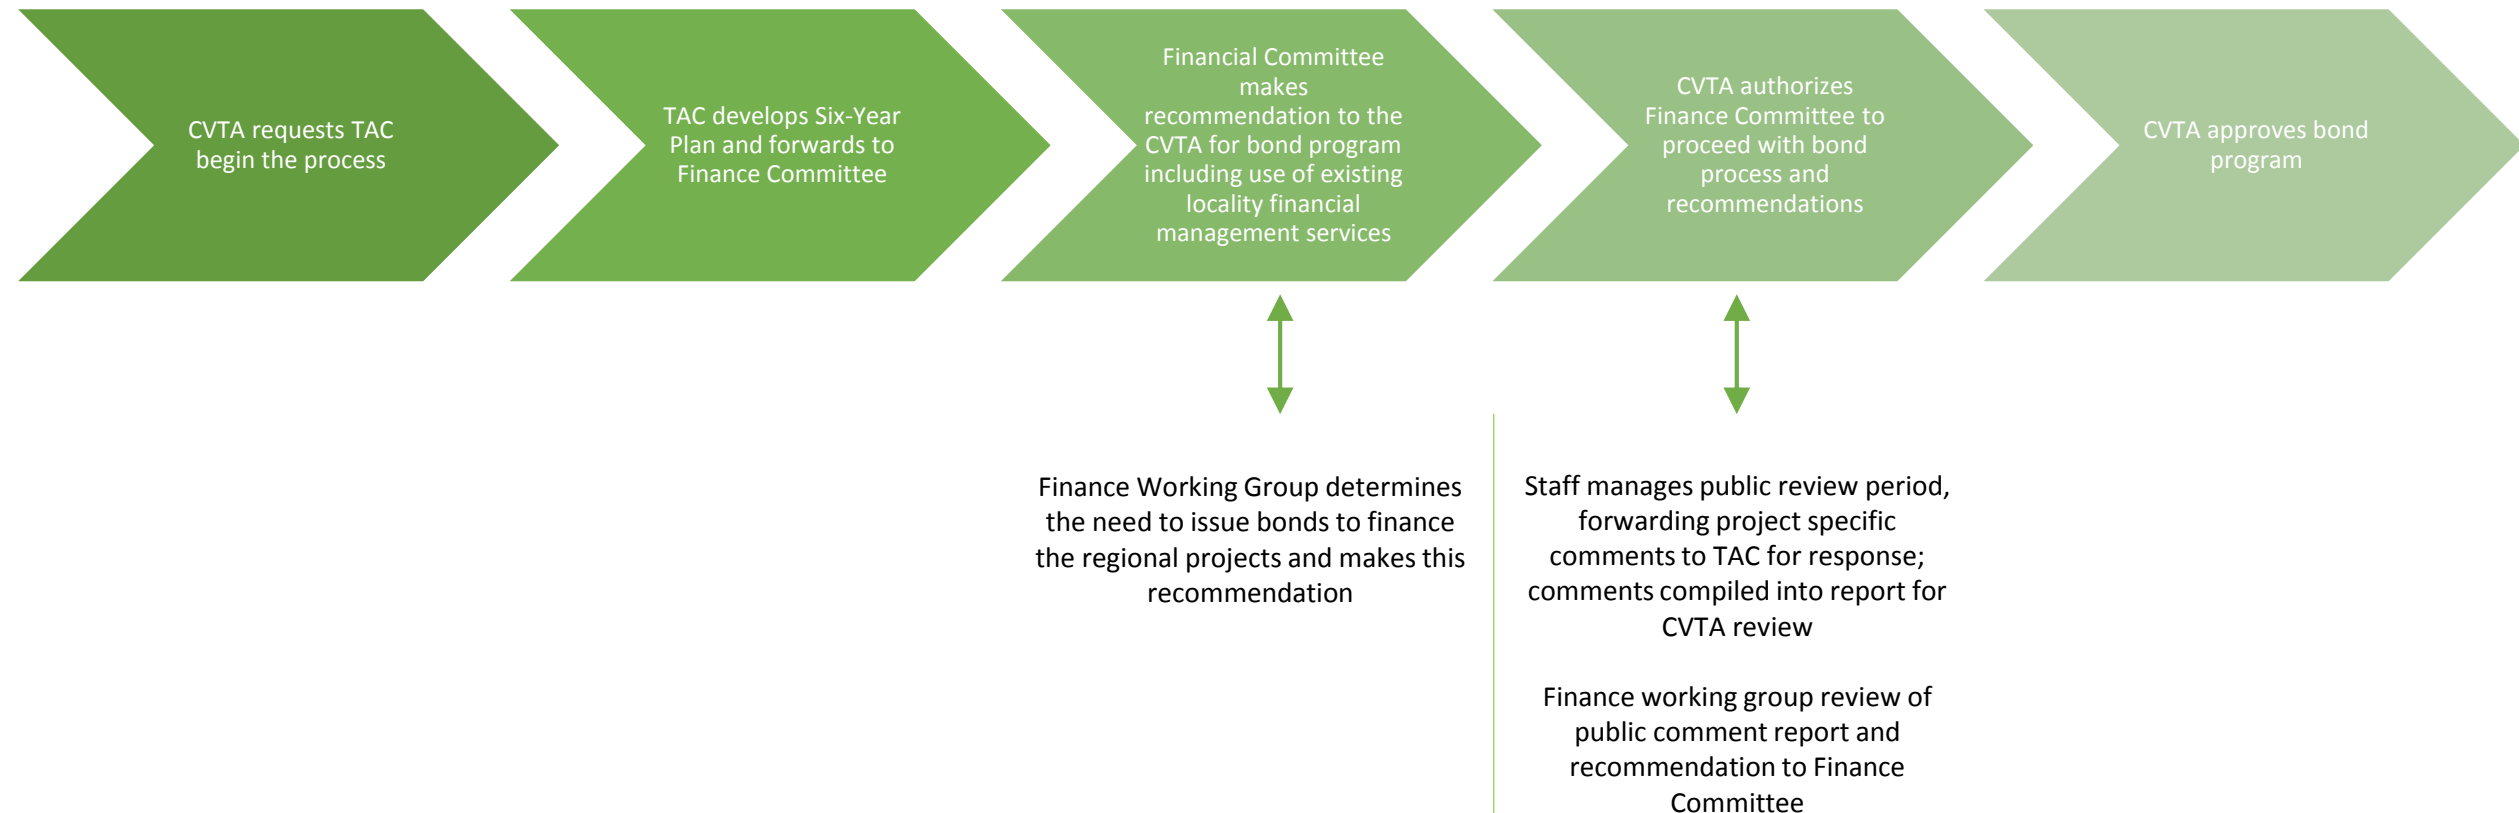 CVTA requests TAC
begin the process
TAC develops Six-Year
Plan and forwards to
Finance Committee
Financial Committee
makes
recommendation to the
CVTA for bond program
including use of existing
locality financial
management services
CVTA authorizes
Finance Committee to
proceed with bond
process and
recommendations
CVTA approves bond
program
Finance Working Group determines
the need to issue bonds to finance
the regional projects and makes this
recommendation
Staff manages public review period,
forwarding project specific
comments to TAC for response;
comments compiled into report for
CVTA review
Finance working group review of
public comment report and
recommendation to Finance
Committee